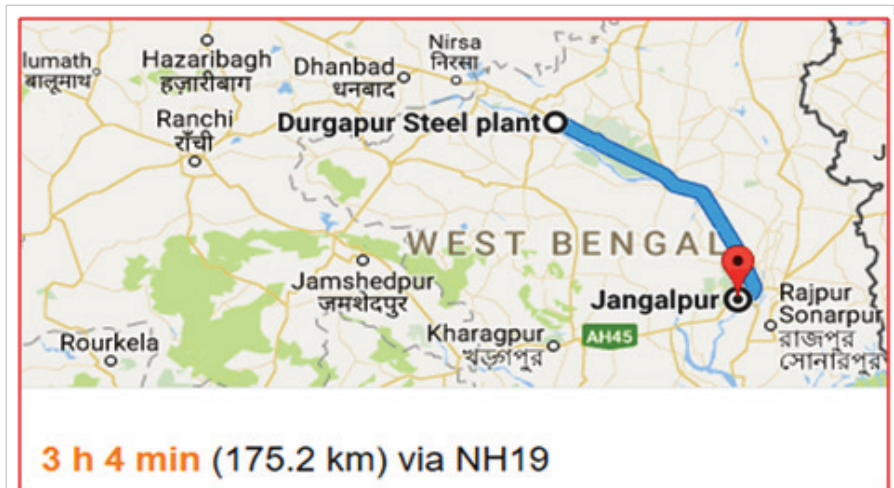 lumath
बालूमाथ
Hazaribagh
हज़ारीबाग
Dhanbad
धनबाद
Nirsa
निरसा
Ranchi
राँची
Durgapur Steel plant
WEST BENGAL
Jamshedpur
जमशेदपुर
Jangalpur
Rajpur
Sonarpur
রাজপুর
সোনারপুর
Rourkela
Kharagpur
খড়্গপুর
AH45
J
3 h 4 min (175.2 km) via NH19